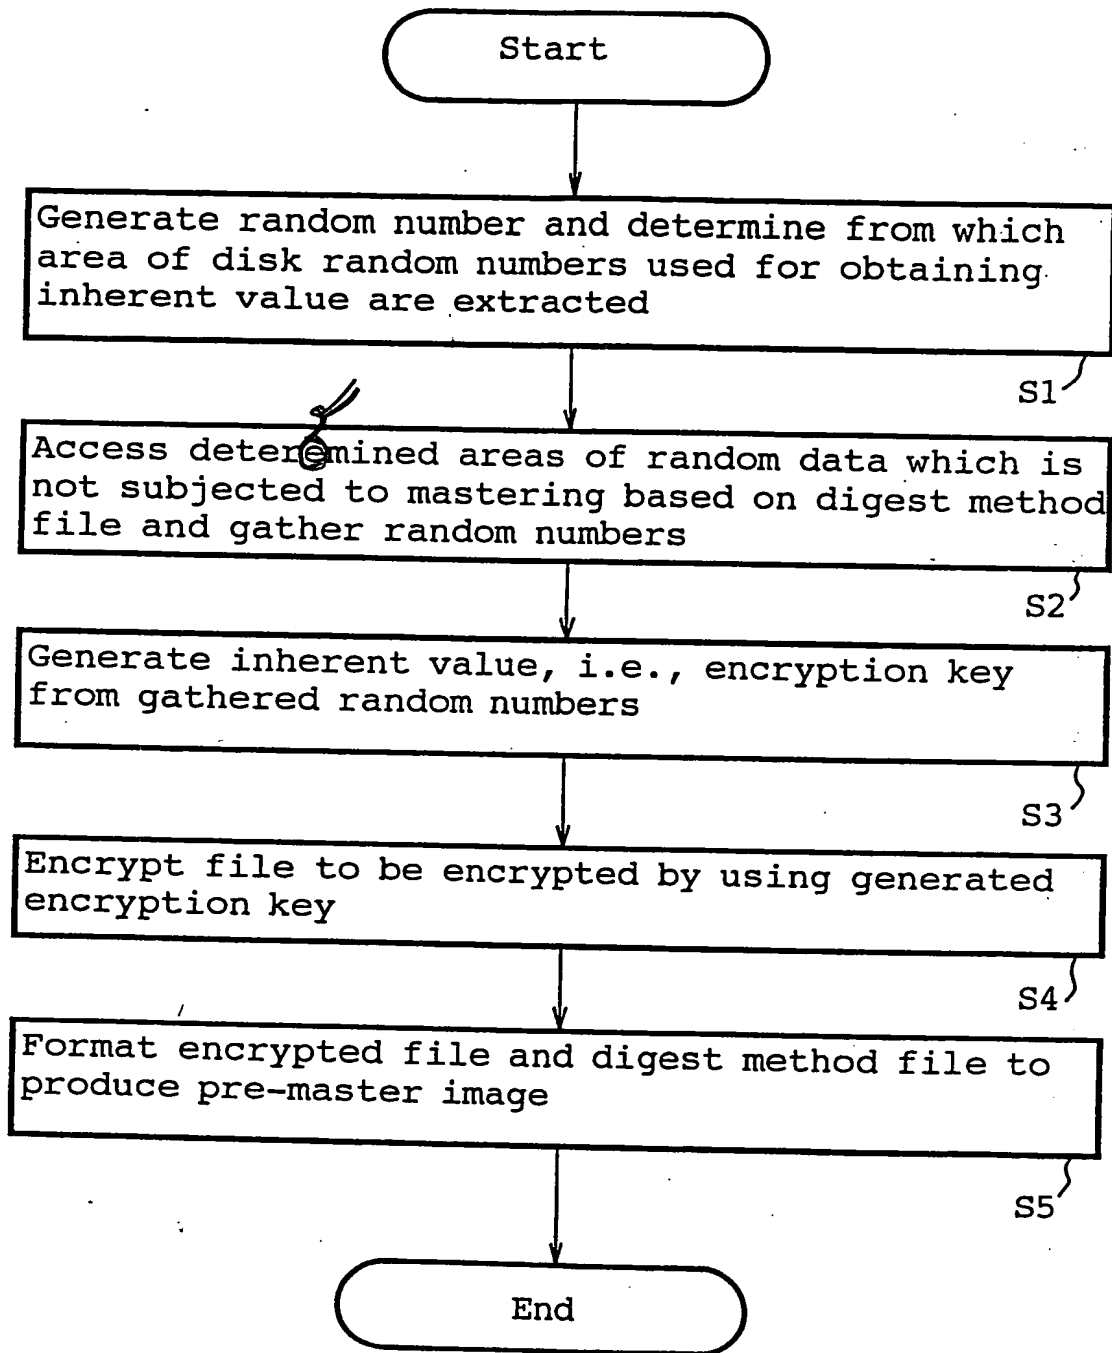 Start
Generate random number and determine from which
area of disk random numbers used for obtaining
inherent value are extracted
S1
Access deteremined areas of random data which is
not subjected to mastering based on digest method
file and gather random numbers
S2
Generate inherent value, i.e., encryption key
from gathered random numbers
S3
Encrypt file to be encrypted by using generated
encryption key
S4
Format encrypted file and digest method file to
produce pre-master image
S5
End